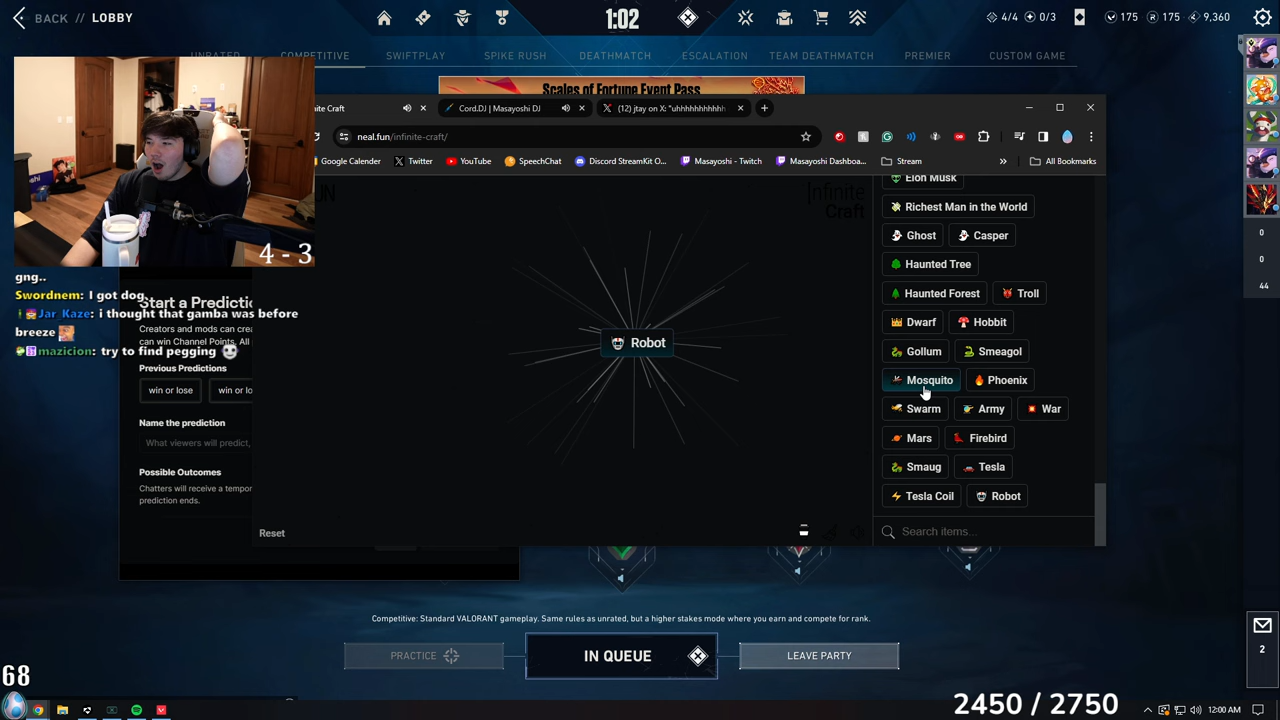 BACK // LOBBY
1:02
4/4 0/3
175 175 9,360
UNRATED COMPETITIVE SWIFTPLAY SPIKE RUSH DEATHMATCH ESCALATION TEAM DEATHMATCH PREMIER CUSTOM GAME
Scales of Fortune Event Pass
nite Craft
Cord.DJ | Masayoshi DJ
(12) jtay on X: "uhhhhhhhhhh
neal.fun/infinite-craft/
Google Calender Twitter YouTube SpeechChat Discord StreamKit O... Masayoshi - Twitch Masayoshi Dashboa... Stream » All Bookmarks
UN
Infinite
Craft
Elon Musk
Richest Man in the World
Ghost Casper
Haunted Tree
Haunted Forest Troll
Dwarf Hobbit
Gollum Smeagol
Mosquito Phoenix
Swarm Army War
Mars Firebird
Smaug Tesla
Tesla Coil Robot
Search items...
Robot
Reset
4 - 3
gng..
Swordnem: I got dog
Jar_Kaze: i thought that gamba was before
breeze
mazicion: try to find pegging
Start a Predictio
Creators and mods can crea
can win Channel Points. All
Previous Predictions
win or lose win or lo
Name the prediction
What viewers will predict,
Possible Outcomes
Chatters will receive a tempor
prediction ends.
0
0
44
Competitive: Standard VALORANT gameplay. Same rules as unrated, but a higher stakes mode where you earn and compete for rank.
PRACTICE IN QUEUE LEAVE PARTY
2
68
2450 / 2750
12:00 AM